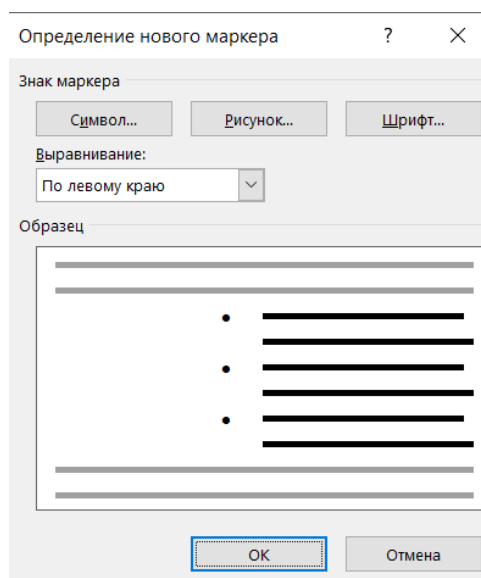 Определение нового маркера ?
Знак маркера
Символ... Рисунок... Шрифт...
Выравнивание:
По левому краю
Образец
ОК Отмена